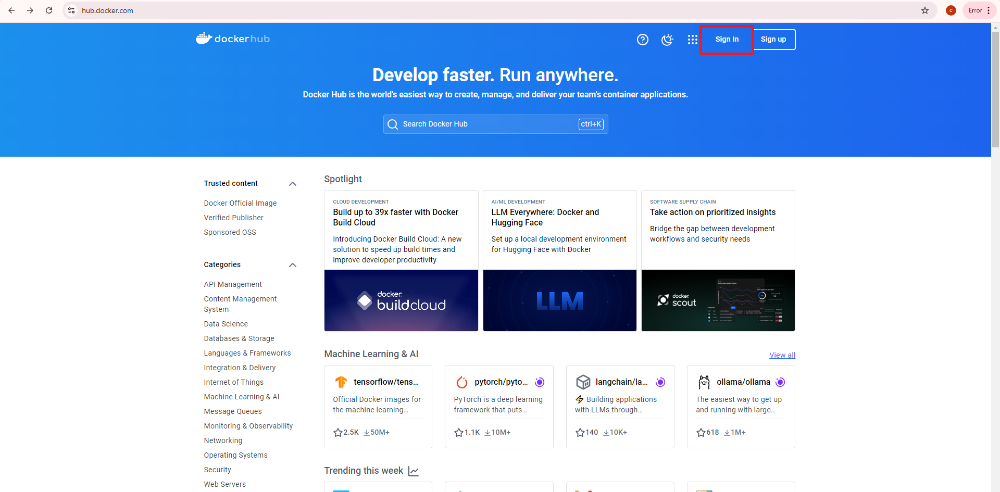 hub.docker.com
C
Error
docker hub
Sign In
Sign up
Develop faster. Run anywhere.
Docker Hub is the world's easiest way to create, manage, and deliver your team's container applications.
Search Docker Hub
ctrl+K
Trusted content
Docker Official Image
Verified Publisher
Sponsored OSS
Categories
API Management
Content Management
System
Data Science
Databases & Storage
Languages & Frameworks
Integration & Delivery
Internet of Things
Machine Learning & AI
Message Queues
Monitoring & Observability
Networking
Operating Systems
Security
Web Servers
Spotlight
CLOUD DEVELOPMENT
Build up to 39x faster with Docker
Build Cloud
Introducing Docker Build Cloud: A new
solution to speed up build times and
improve developer productivity
docker
buildcloud
AI/ML DEVELOPMENT
LLM Everywhere: Docker and
Hugging Face
Set up a local development environment
for Hugging Face with Docker
LLM
SOFTWARE SUPPLY CHAIN
Take action on prioritized insights
Bridge the gap between development
workflows and security needs
docker
scout
Machine Learning & AI
View all
tensorflow/tens...
Official Docker images for
the machine learning...
2.5K
50M+
pytorch/pyto...
PyTorch is a deep learning
framework that puts...
1.1K
10M+
langchain/la...
⚡ Building applications
with LLMs through...
140
10K+
ollama/ollama
The easiest way to get up
and running with large...
618
1M+
Trending this week